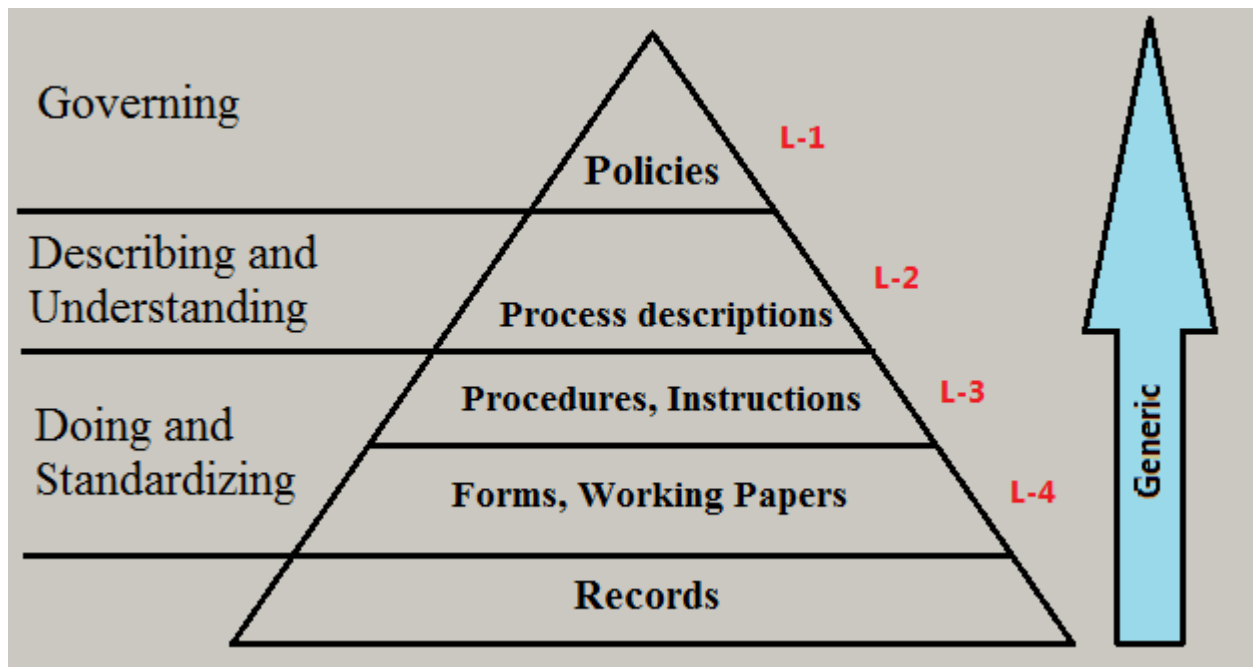 Governing
L-1
Policies
Describing and
Understanding
L-2
Process descriptions
Procedures, Instructions
L-3
Doing and
Standardizing
Forms, Working Papers
L-4
Records
Generic